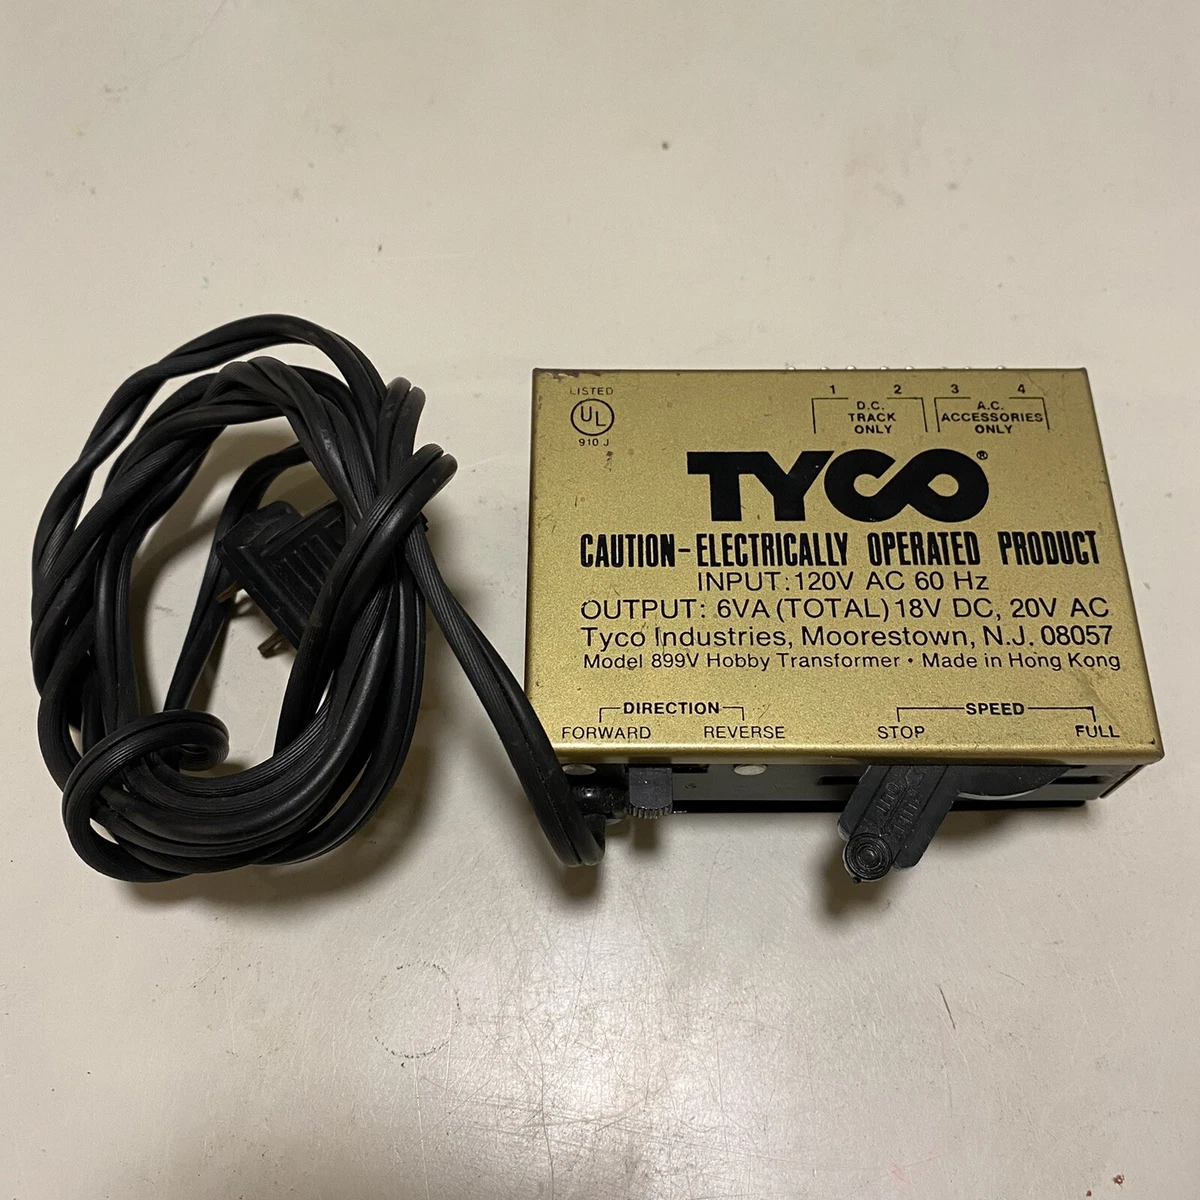 LISTED
UL
910 J
1 2 3 4
D.C.
TRACK
ONLY
A.C.
ACCESSORIES
ONLY
TYCO®
CAUTION-ELECTRICALLY OPERATED PRODUCT
INPUT: 120V AC 60 Hz
OUTPUT: 6VA (TOTAL) 18V DC, 20V AC
Tyco Industries, Moorestown, N.J. 08057
Model 899V Hobby Transformer • Made in Hong Kong
DIRECTION
FORWARD REVERSE
SPEED
STOP FULL